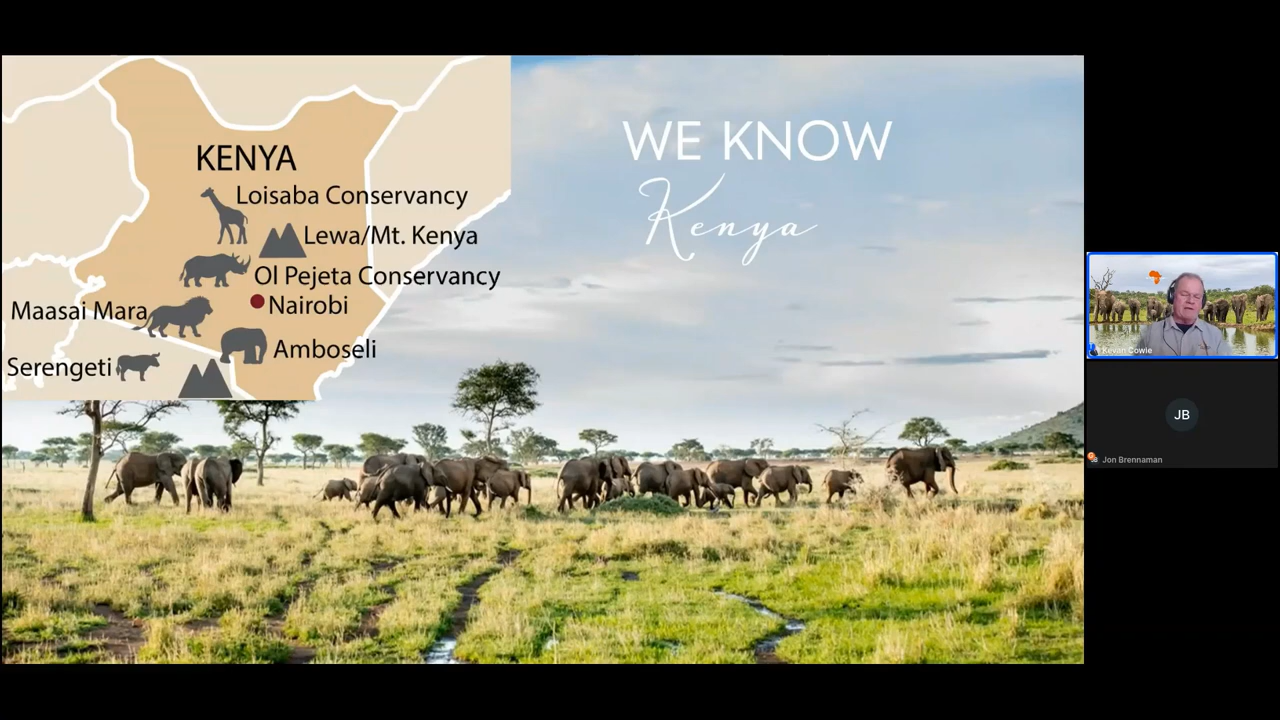 KENYA
Loisaba Conservancy
Lewa/Mt. Kenya
Ol Pejeta Conservancy
Nairobi
Maasai Mara
Amboseli
Serengeti
WE KNOW
Kenya
Kevan Cowie
JB
Jon Brennaman